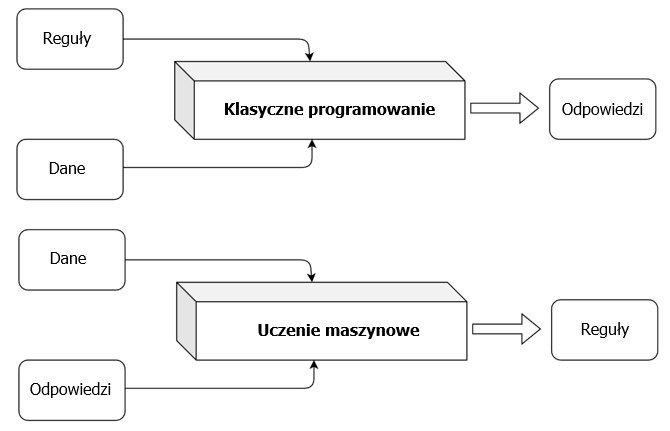 Reguły
Klasyczne programowanie
Odpowiedzi
Dane
Dane
Uczenie maszynowe
Reguły
Odpowiedzi